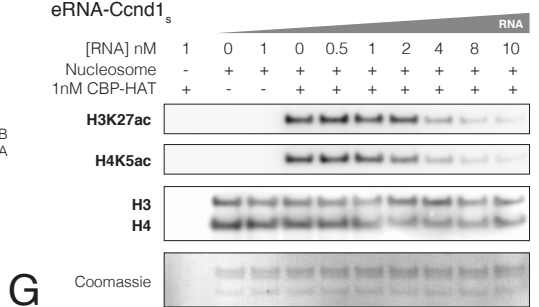 eRNA-Ccnd1s
RNA
[RNA] nM 1 0 1 0 0.5 1 2 4 8 10
Nucleosome - + + + + + + + + +
1nM CBP-HAT + - - + + + + + + +
H3K27ac
B
A
H4K5ac
H3
H4
Coomassie
G